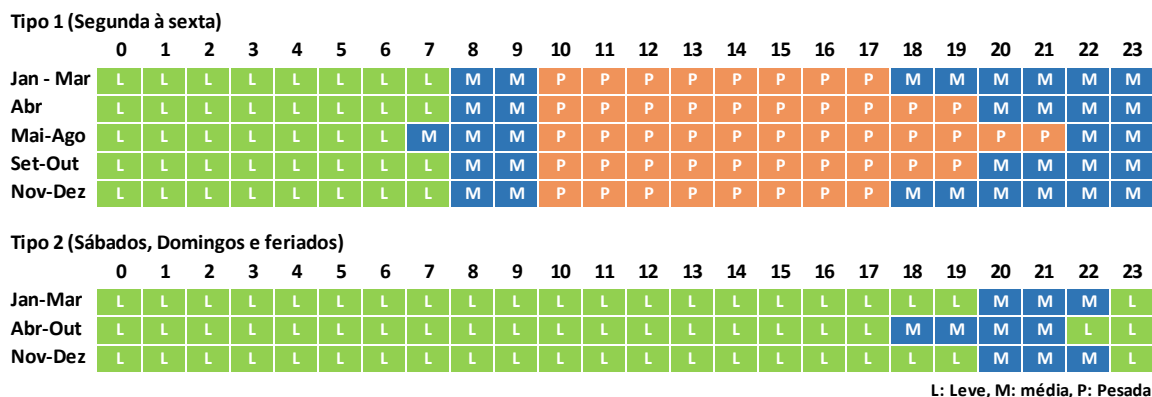 Tipo 1 (Segunda à sexta)
0 1 2 3 4 5 6 7 8 9 10 11 12 13 14 15 16 17 18 19 20 21 22 23
Jan - Mar L L L L L L L L M M P P P P P P P P M M M M M M
Abr L L L L L L L L M M P P P P P P P P P P M M M M
Mai-Ago L L L L L L L M M M P P P P P P P P P P P P M M
Set-Out L L L L L L L L M M P P P P P P P P P P M M M M
Nov-Dez L L L L L L L L M M P P P P P P P P M M M M M M
Tipo 2 (Sábados, Domingos e feriados)
0 1 2 3 4 5 6 7 8 9 10 11 12 13 14 15 16 17 18 19 20 21 22 23
Jan-Mar L L L L L L L L L L L L L L L L L L L L M M M L
Abr-Out L L L L L L L L L L L L L L L L L L M M M M L L
Nov-Dez L L L L L L L L L L L L L L L L L L L L M M M L
L: Leve, M: média, P: Pesada